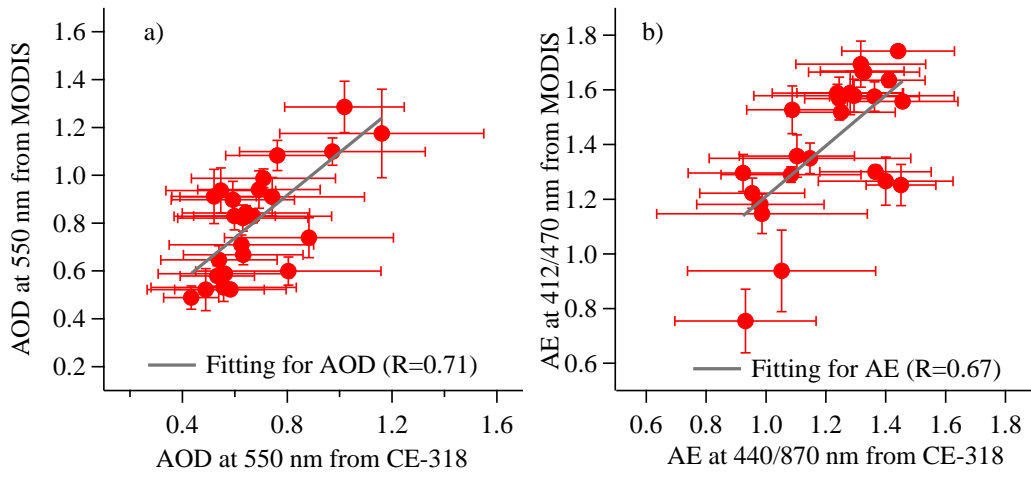 a)
AOD at 550 nm from MODIS
1.6
1.4
1.2
1.0
0.8
0.6
0.4
0.2
Fitting for AOD (R=0.71)
0.4 0.8 1.2 1.6
AOD at 550 nm from CE-318
b)
AE at 412/470 nm from MODIS
1.8
1.6
1.4
1.2
1.0
0.8
0.6
Fitting for AE (R=0.67)
0.6 0.8 1.0 1.2 1.4 1.6 1.8
AE at 440/870 nm from CE-318